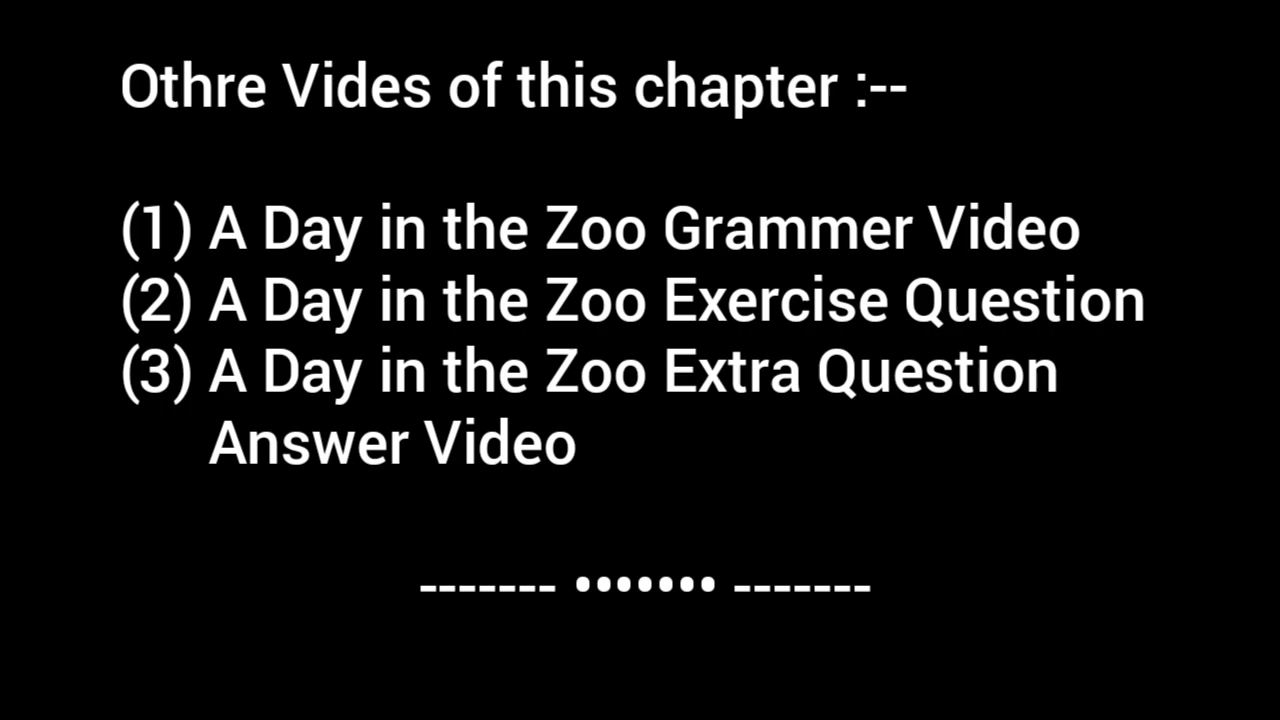 Othre Vides of this chapter :--
(1) A Day in the Zoo Grammer Video
(2) A Day in the Zoo Exercise Question
(3) A Day in the Zoo Extra Question
Answer Video
------- ••••••• -------